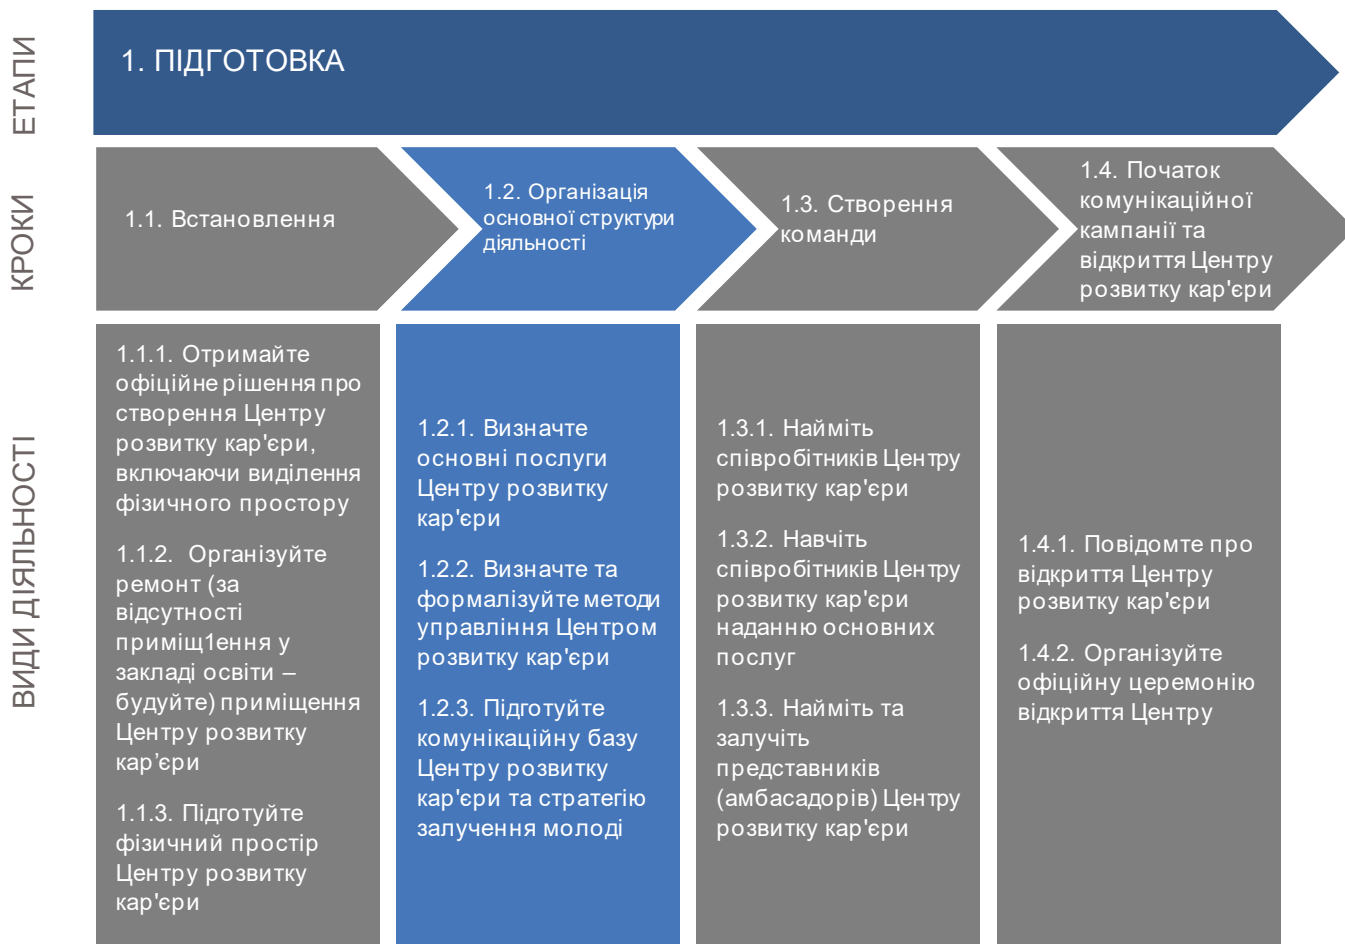 ЕТАПИ
1. ПІДГОТОВКА
КРОКИ
1.1. Встановлення
1.2. Організація
основної структури
діяльності
1.3. Створення
команди
1.4. Початок
комунікаційної
кампанії та
відкриття Центру
розвитку кар'єри
ВИДИ ДІЯЛЬНОСТІ
1.1.1. Отримайте
офіційне рішення про
створення Центру
розвитку кар'єри,
включаючи виділення
фізичного простору
1.1.2. Організуйте
ремонт (за
відсутності
приміщ1ення у
закладі освіти –
будуйте) приміщення
Центру розвитку
кар’єри
1.1.3. Підготуйте
фізичний простір
Центру розвитку
кар'єри
1.2.1. Визначте
основні послуги
Центру розвитку
кар'єри
1.2.2. Визначте та
формалізуйте методи
управління Центром
розвитку кар'єри
1.2.3. Підготуйте
комунікаційну базу
Центру розвитку
кар'єри та стратегію
залучення молоді
1.3.1. Найміть
співробітників Центру
розвитку кар'єри
1.3.2. Навчіть
співробітників Центру
розвитку кар'єри
наданню основних
послуг
1.3.3. Найміть та
залучіть
представників
(амбасадорів) Центру
розвитку кар'єри
1.4.1. Повідомте про
відкриття Центру
розвитку кар'єри
1.4.2. Організуйте
офіційну церемонію
відкриття Центру